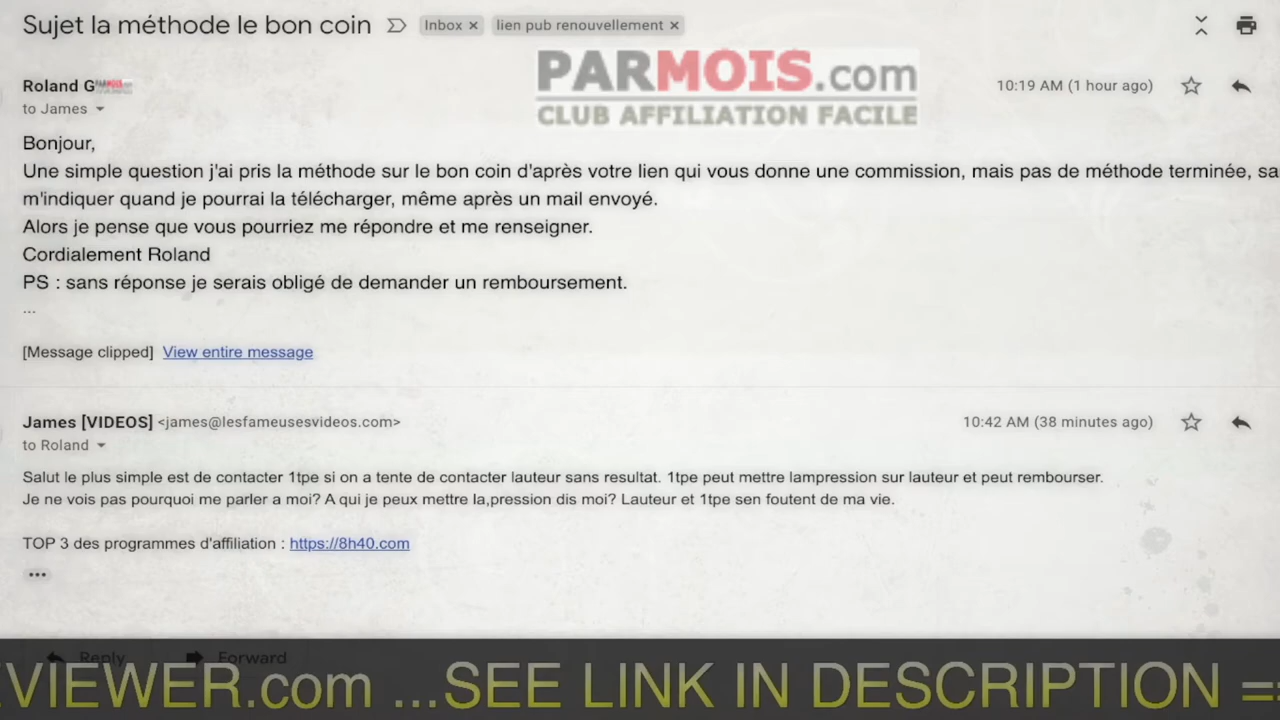 Sujet la méthode le bon coin
Inbox × lien pub renouvellement ×
PARMOIS.com
CLUB AFFILIATION FACILE
Roland G
10:19 AM (1 hour ago)
to James
Bonjour,
Une simple question j'ai pris la méthode sur le bon coin d'après votre lien qui vous donne une commission, mais pas de méthode terminée, sa
m'indiquer quand je pourrai la télécharger, même après un mail envoyé.
Alors je pense que vous pourriez me répondre et me renseigner.
Cordialement Roland
PS : sans réponse je serais obligé de demander un remboursement.
...
[Message clipped] View entire message
James [VIDEOS] <james@lesfameusesvideos.com>
10:42 AM (38 minutes ago)
to Roland
Salut le plus simple est de contacter 1tpe si on a tente de contacter lauteur sans resultat. 1tpe peut mettre lampression sur lauteur et peut rembourser.
Je ne vois pas pourquoi me parler a moi? A qui je peux mettre la,pression dis moi? Lauteur et 1tpe sen foutent de ma vie.
TOP 3 des programmes d'affiliation : https://8h40.com
•••
Reply Forward
VIEWER.com ...SEE LINK IN DESCRIPTION ==